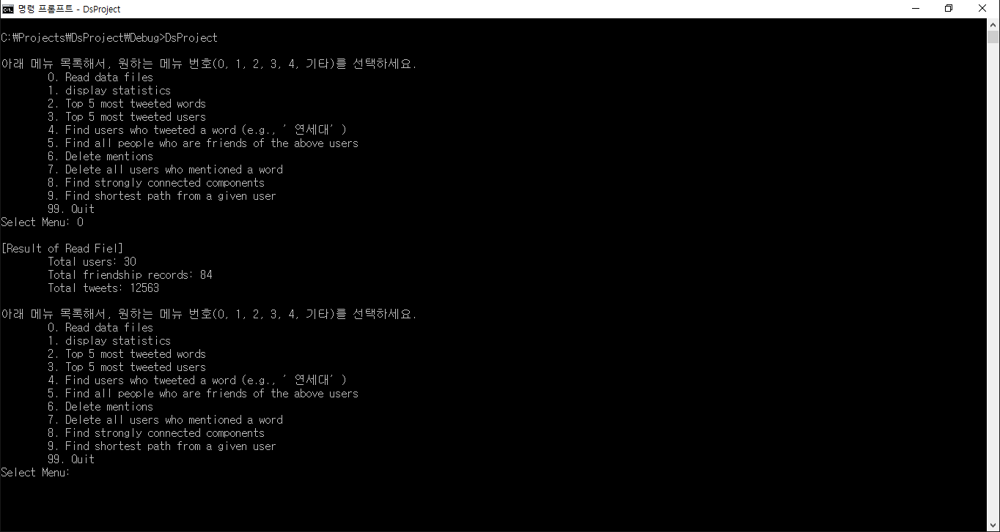 명령 프롬프트 - DsProject
C:₩Projects₩DsProject₩Debug>DsProject
아래 메뉴 목록해서, 원하는 메뉴 번호(0, 1, 2, 3, 4, 기타)를 선택하세요.
0. Read data files
1. display statistics
2. Top 5 most tweeted words
3. Top 5 most tweeted users
4. Find users who tweeted a word (e.g., ′연세대′)
5. Find all people who are friends of the above users
6. Delete mentions
7. Delete all users who mentioned a word
8. Find strongly connected components
9. Find shortest path from a given user
99. Quit
Select Menu: 0
[Result of Read Fiel]
Total users: 30
Total friendship records: 84
Total tweets: 12563
아래 메뉴 목록해서, 원하는 메뉴 번호(0, 1, 2, 3, 4, 기타)를 선택하세요.
0. Read data files
1. display statistics
2. Top 5 most tweeted words
3. Top 5 most tweeted users
4. Find users who tweeted a word (e.g., ′연세대′)
5. Find all people who are friends of the above users
6. Delete mentions
7. Delete all users who mentioned a word
8. Find strongly connected components
9. Find shortest path from a given user
99. Quit
Select Menu: